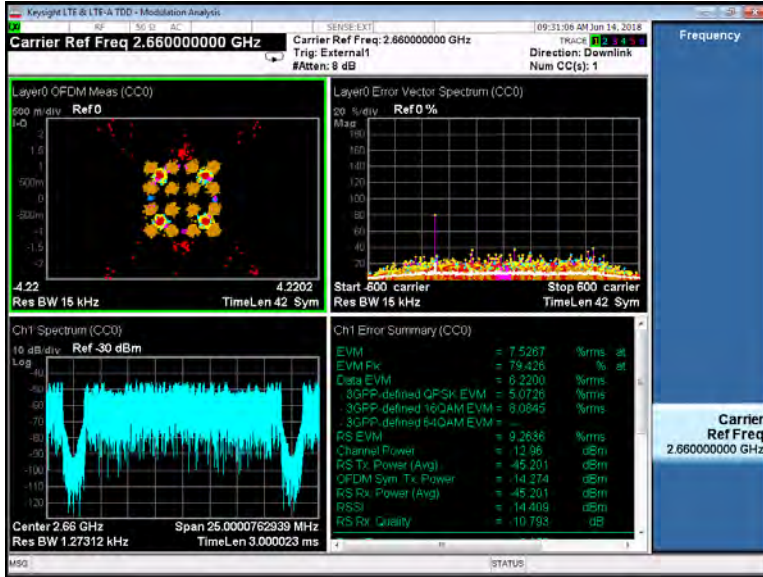 Keysight LTE & LTE-A TDD - Modulation Analysis
RF 50 Ω AC SENSE:EXT 09:31:06 AM Jun 14, 2018
Carrier Ref Freq 2.660000000 GHz
Carrier Ref Freq: 2.660000000 GHz
Trig: External1
#Atten: 8 dB
TRACE 1 2 3 4 5 6
Direction: Downlink
Num CC(s): 1
Frequency
Layer0 OFDM Meas (CC0)
500 m/div Ref 0
I-Q
2
1.5
1
500m
0
-500m
-1
-1.5
-2
-4.22 4.2202
Res BW 15 kHz TimeLen 42 Sym
Layer0 Error Vector Spectrum (CC0)
20 %/div Ref 0 %
Mag
180
160
140
120
100
80
60
40
20
Start -600 carrier Stop 600 carrier
Res BW 15 kHz TimeLen 42 Sym
Ch1 Spectrum (CC0)
10 dB/div Ref -30 dBm
Log
-40
-50
-60
-70
-80
-90
-100
-110
-120
Center 2.66 GHz Span 25.0000762939 MHz
Res BW 1.27312 kHz TimeLen 3.000023 ms
Ch1 Error Summary (CC0)
EVM = 7.5267 %rms at
EVM Pk = 79.426 % at
Data EVM = 6.2200 %rms
3GPP-defined QPSK EVM = 5.0726 %rms
3GPP-defined 16QAM EVM = 8.0845 %rms
3GPP-defined 64QAM EVM = --
RS EVM = 9.2636 %rms
Channel Power = -12.96 dBm
RS Tx. Power (Avg) = -45.201 dBm
OFDM Sym. Tx. Power = -14.274 dBm
RS Rx. Power (Avg) = -45.201 dBm
RSSI = -14.409 dBm
RS Rx. Quality = -10.793 dB
Carrier
Ref Freq
2.660000000 GHz
MSG STATUS